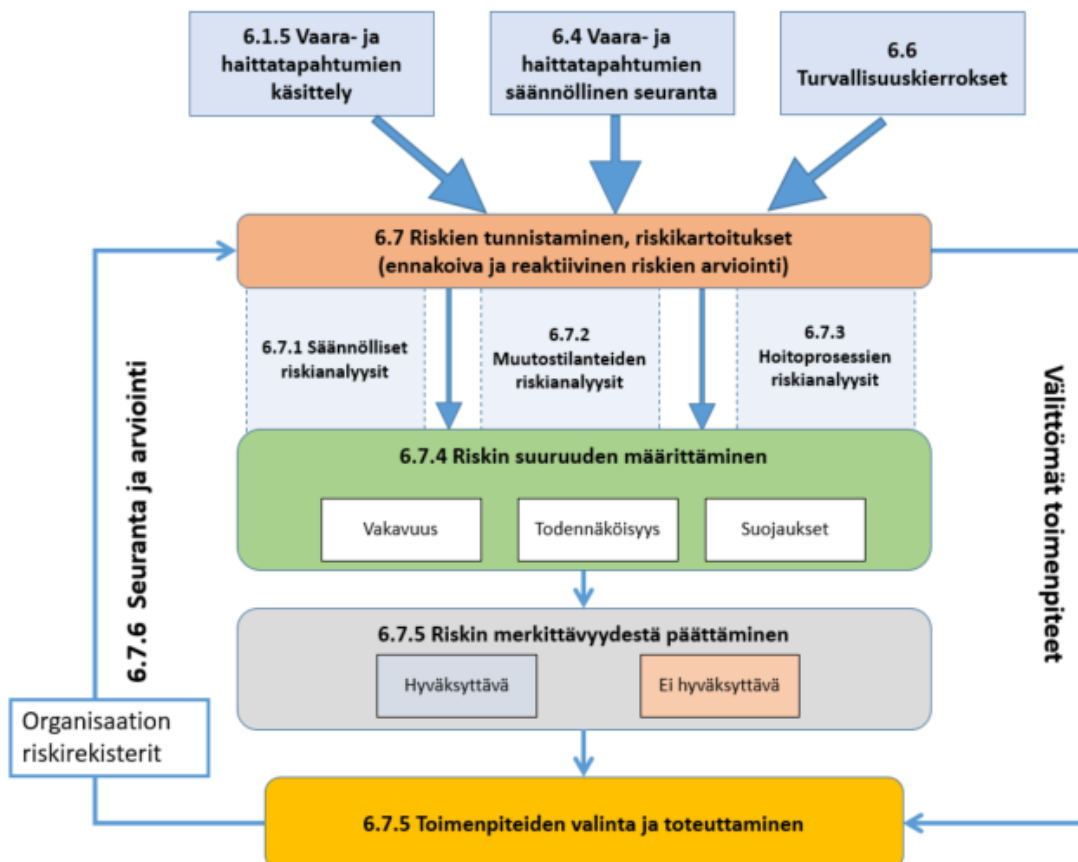 6.1.5 Vaara- ja
haittatapahtumien
käsittely
6.4 Vaara- ja
haittatapahtumien
säännöllinen seuranta
6.6
Turvallisuuskierrokset
6.7 Riskien tunnistaminen, riskikartoitukset
(ennakoiva ja reaktiivinen riskien arviointi)
6.7.1 Säännölliset
riskianalyysit
6.7.2
Muutostilanteiden
riskianalyysit
6.7.3
Hoitoprosessien
riskianalyysit
6.7.4 Riskin suuruuden määrittäminen
Vakavuus
Todennäköisyys
Suojaukset
6.7.5 Riskin merkittävyydestä päättäminen
Hyväksyttävä
Ei hyväksyttävä
6.7.5 Toimenpiteiden valinta ja toteuttaminen
6.7.6 Seuranta ja arviointi
Organisaation
riskirekisterit
Välittömät toimenpiteet